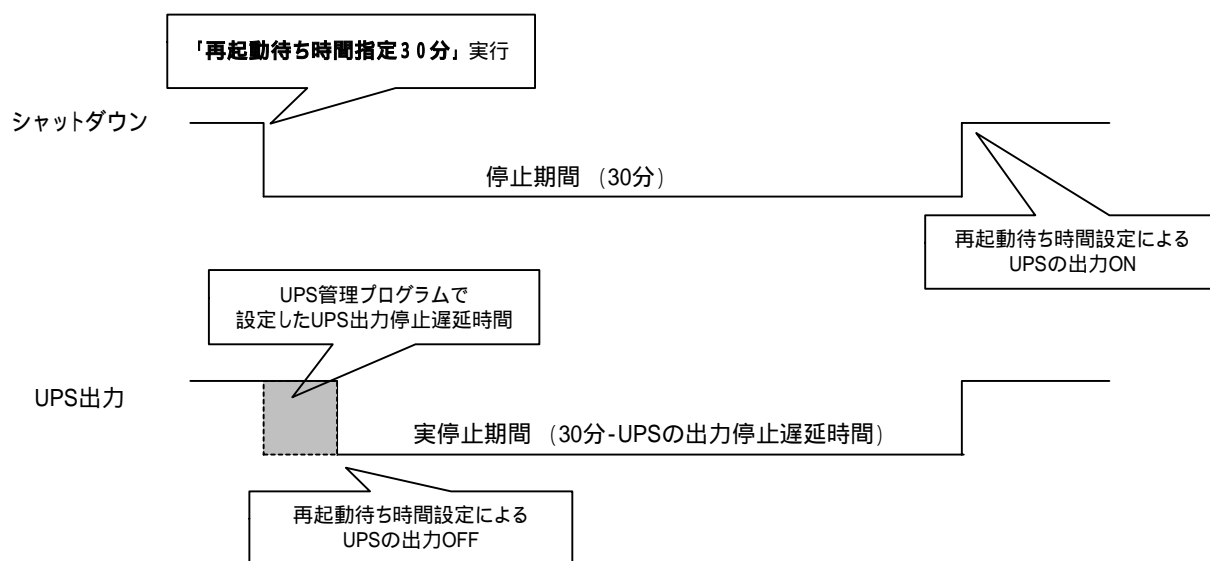 「再起動待ち時間指定30分」実行
シャットダウン
停止期間 (30分)
再起動待ち時間設定による
UPSの出力ON
UPS管理プログラムで
設定したUPS出力停止遅延時間
UPS出力
実停止期間 (30分-UPSの出力停止遅延時間)
再起動待ち時間設定による
UPSの出力OFF